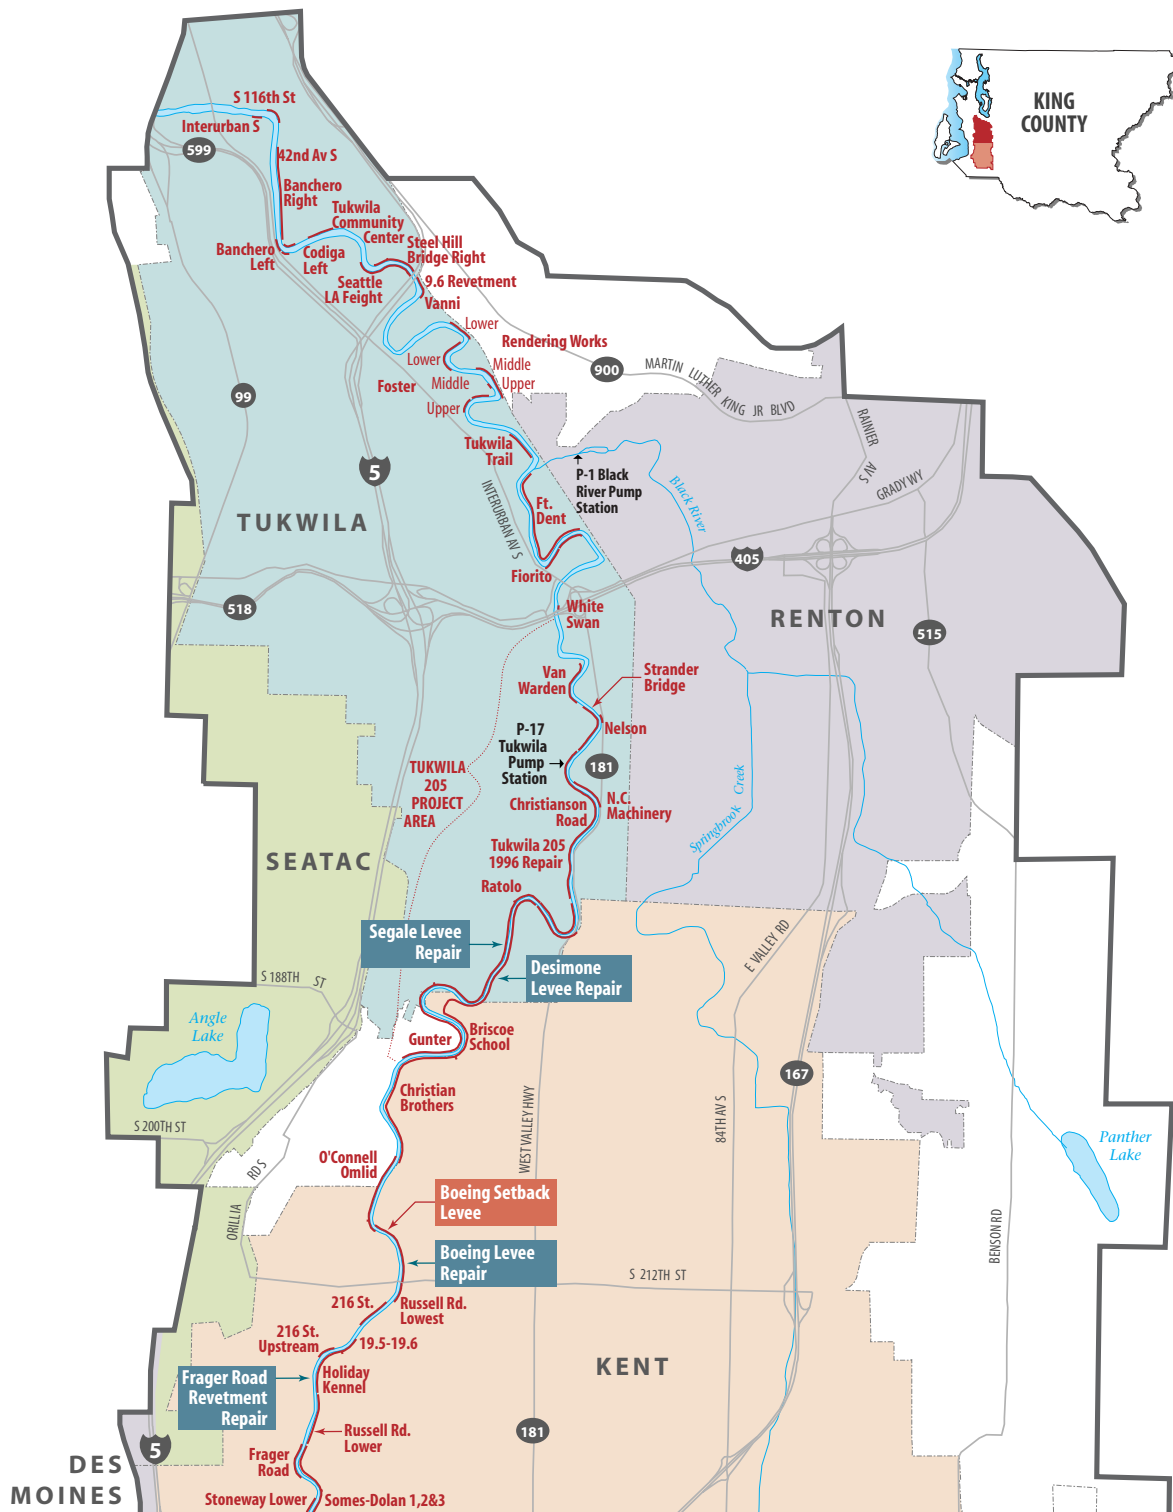 KING
COUNTY
S 116th St
Interurban S
599
42nd Av S
Banchero
Right
Tukwila
Community
Center
Banchero
Left
Codiga
Left
Steel Hill
Bridge Right
Seattle
LA Feight
9.6 Revetment
Vanni
Lower
Rendering Works
Lower
Middle
Foster
Middle
Upper
Upper
900
MARTIN LUTHER
KING JR BLVD
99
RAINIER
AV S
Tukwila
Trail
5
P-1 Black
River Pump
Station
Black River
GRADY WY
INTERURBAN AV S
Ft.
Dent
TUKWILA
405
Fiorito
518
White
Swan
RENTON
515
Van
Warden
Strander
Bridge
P-17
Tukwila
Pump
Station
Nelson
TUKWILA
205
PROJECT
AREA
181
Christianson
Road
N.C.
Machinery
Springbrook Creek
Tukwila 205
1996 Repair
SEATAC
Ratolo
Segale Levee
Repair
E VALLEY RD
Desimone
Levee Repair
S 188TH ST
Angle
Lake
Gunter
Briscoe
School
167
Christian
Brothers
WEST VALLEY HWY
84TH AV S
S 200TH ST
Panther
Lake
O'Connell
Omlid
ORILLIA RD S
Boeing Setback
Levee
BENSON RD
Boeing Levee
Repair
S 212TH ST
216 St.
Russell Rd.
Lowest
216 St.
Upstream
19.5-19.6
KENT
Frager Road
Revetment
Repair
Holiday
Kennel
181
Russell Rd.
Lower
5
Frager
Road
DES
MOINES
Stoneway Lower
Somes-Dolan 1,2&3